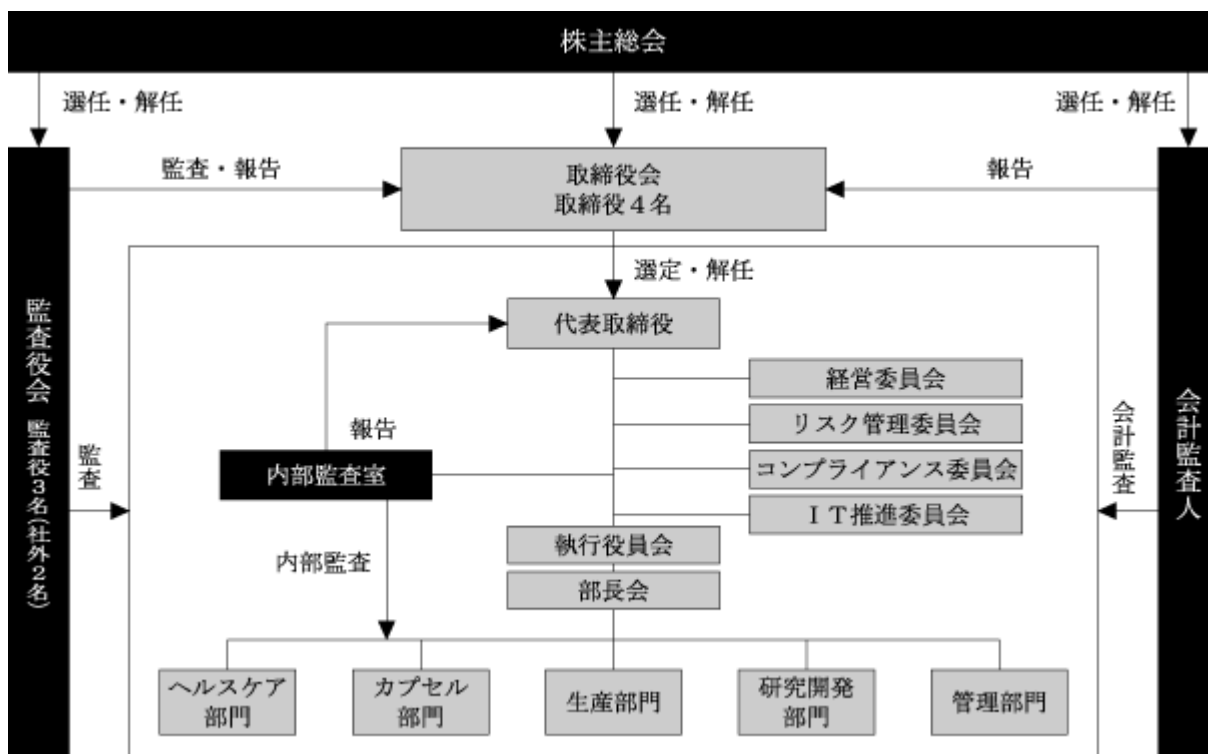 株主総会
選任・解任
選任・解任
選任・解任
監査・報告
取締役会
取締役4名
報告
選定・解任
代表取締役
監査役会 監査役3名(社外2名)
監査
会計監査人
会計監査
経営委員会
リスク管理委員会
コンプライアンス委員会
IT推進委員会
報告
内部監査室
内部監査
執行役員会
部長会
ヘルスケア
部門
カプセル
部門
生産部門
研究開発
部門
管理部門